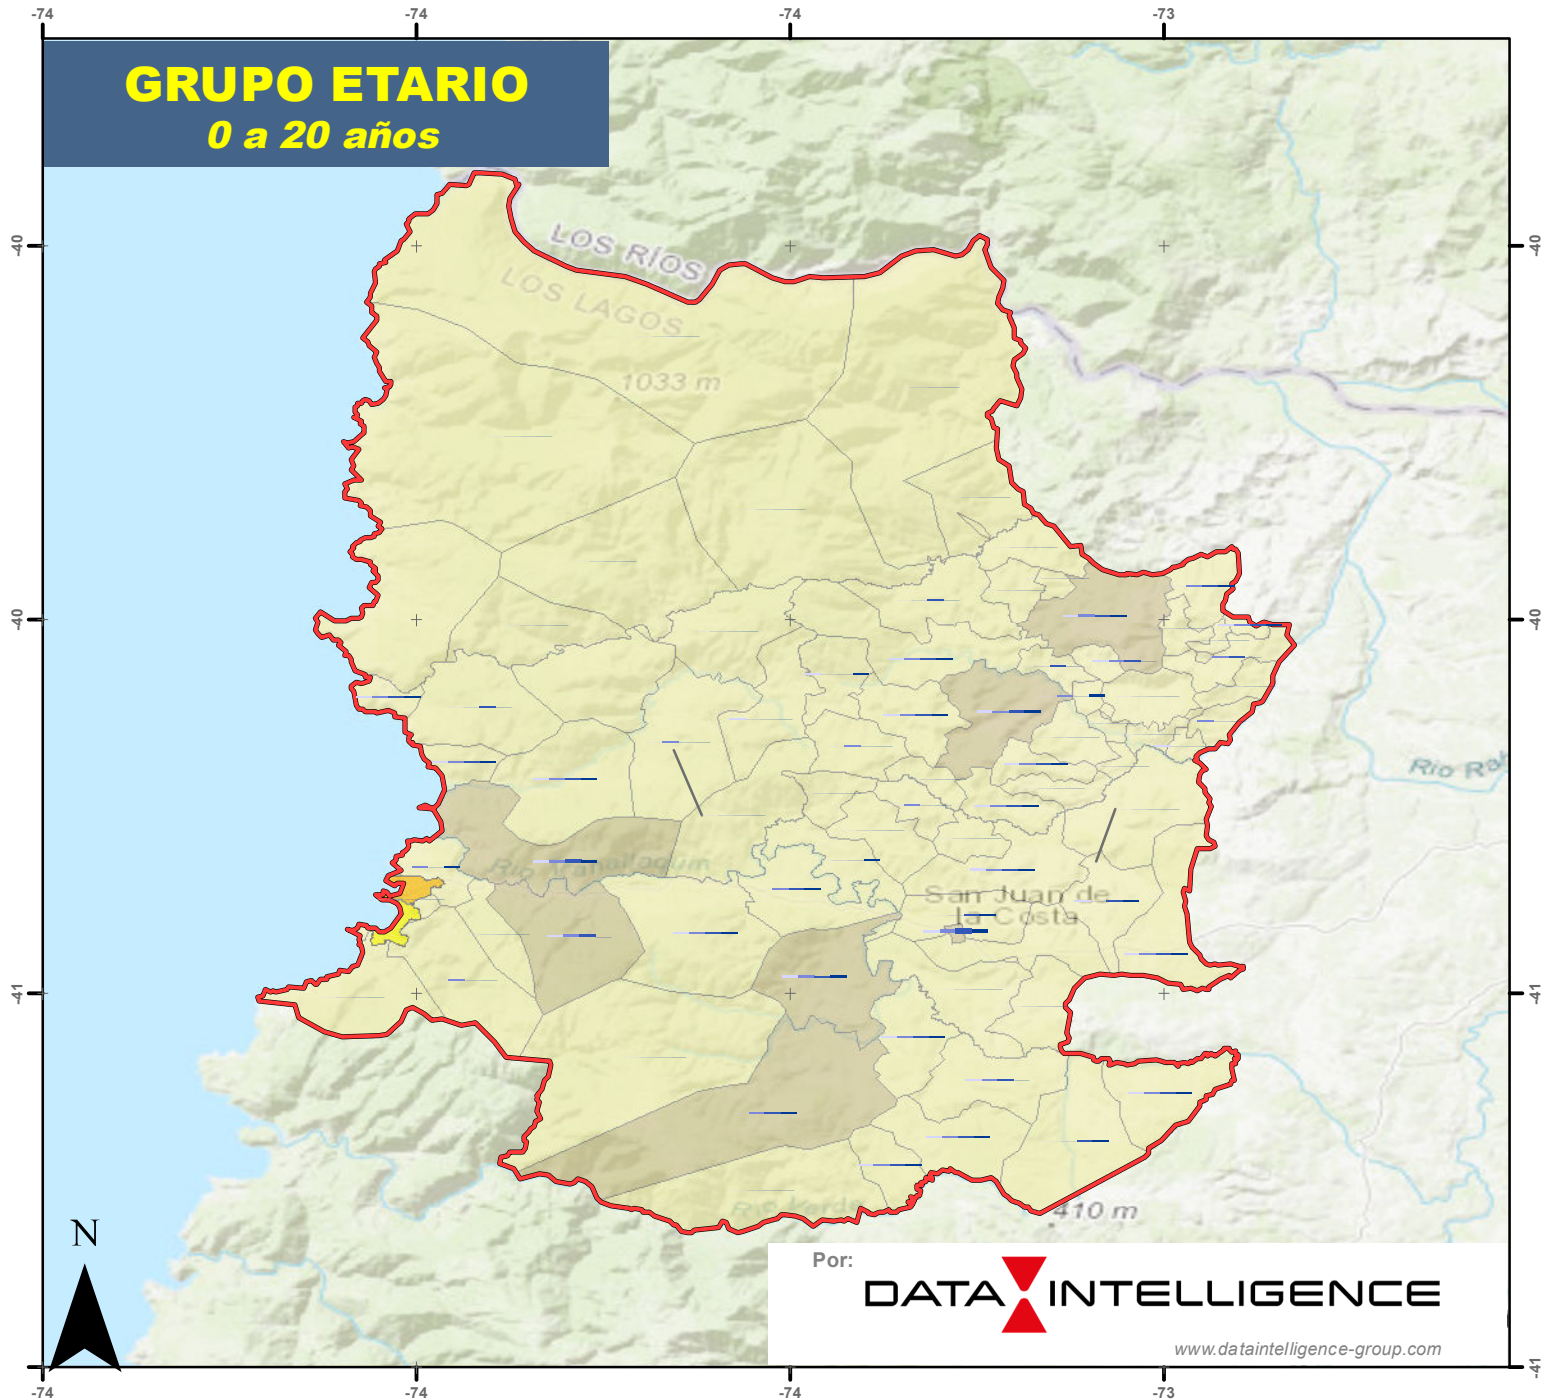 -74
-74
-74
-73
GRUPO ETARIO
0 a 20 años
LOS RÍOS
LOS LAGOS
-40
-40
1033 m
-40
-40
Rio
San Juan de
la Costa
-41
-41
410 m
N
Por:
DATA INTELLIGENCE
www.dataintelligence-group.com
-41
-74
-74
-74
-73